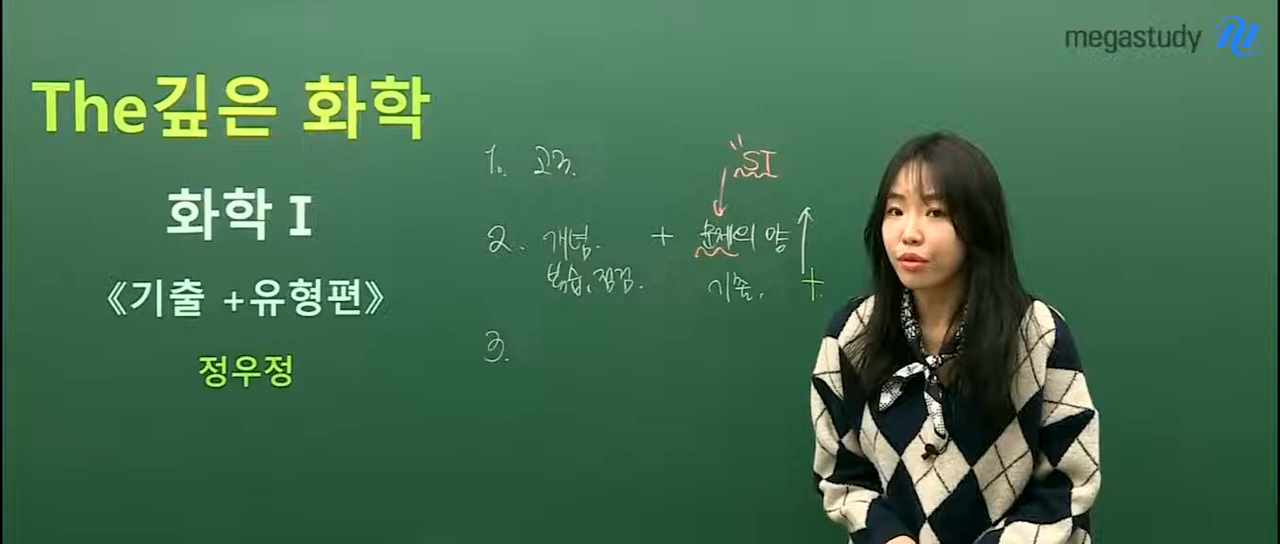 megastudy
The깊은 화학
화학 I
《기출 +유형편》
정우정
1. 고3.
"ST
2. 개념. + 문제의 양
복습, 점검. 기출. +
3.